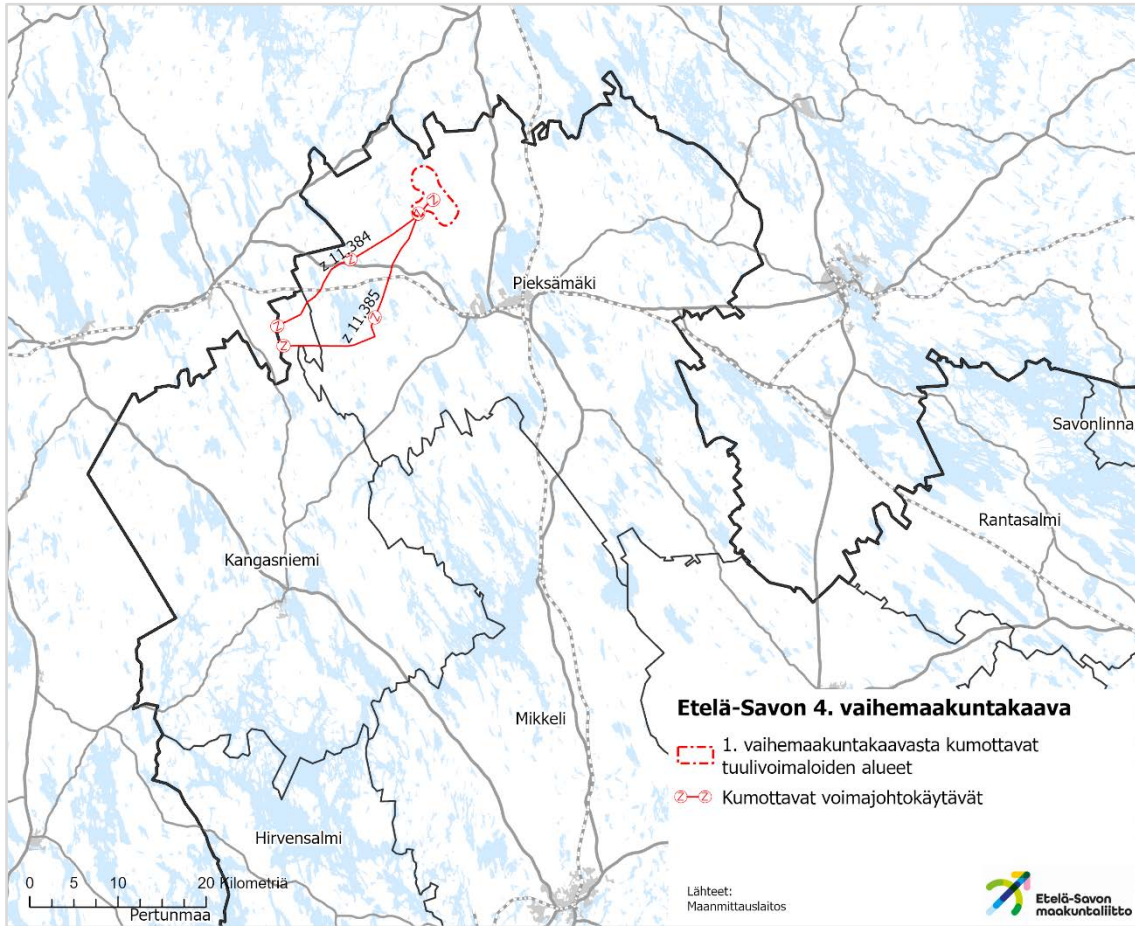 z 11.384
z 11.385
Pieksämäki
Savonlinna
Rantasalmi
Kangasniemi
Mikkeli
Hirvensalmi
Pertunmaa
0 5 10 20 Kilometriä
Etelä-Savon 4. vaihemaakuntakaava
1. vaihemaakuntakaavasta kumottavat
tuulivoimaloiden alueet
Z Z Kumottavat voimajohtokäytävät
Lähteet:
Maanmittauslaitos
Etelä-Savon
maakuntaliitto
Z
Z
Z
Z
Z
Z